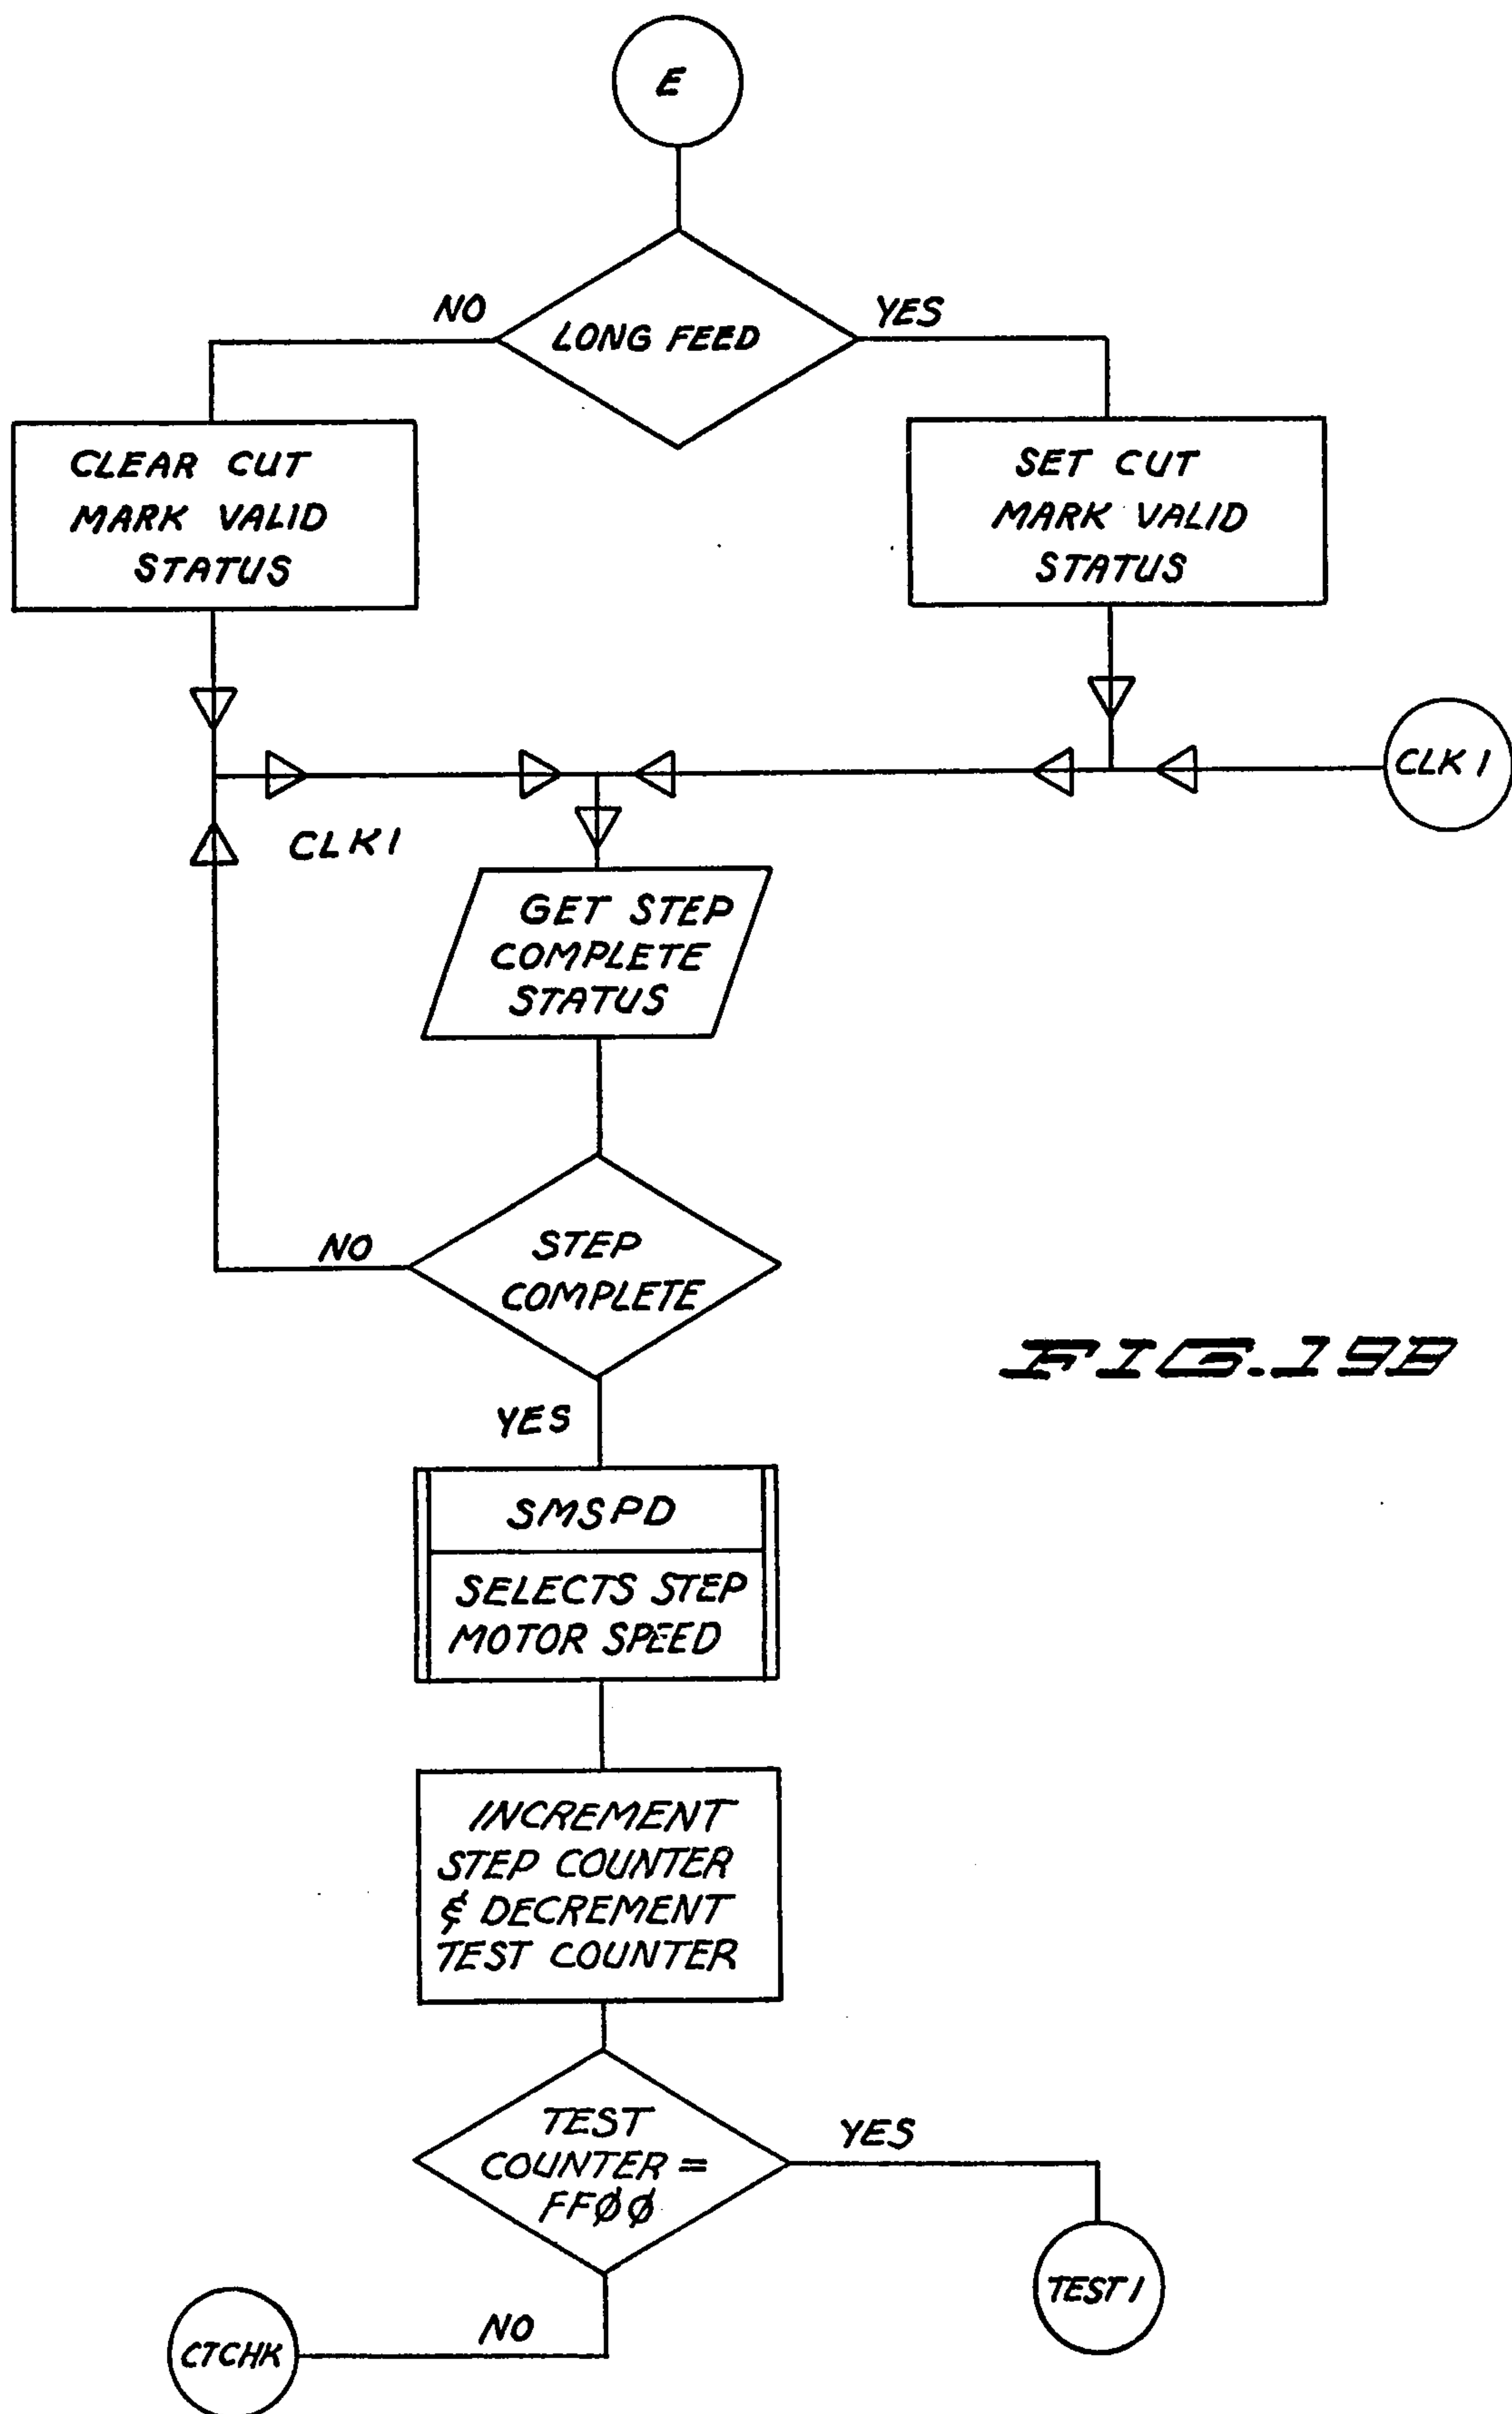 E
LONG FEED
NO
YES
CLEAR CUT
MARK VALID
STATUS
SET CUT
MARK VALID
STATUS
CLK 1
CLK1
GET STEP
COMPLETE
STATUS
STEP
COMPLETE
NO
FIG.19B
YES
SMSPD
SELECTS STEP
MOTOR SPEED
INCREMENT
STEP COUNTER
& DECREMENT
TEST COUNTER
TEST
COUNTER =
FFØØ
YES
TEST1
NO
CTCHK